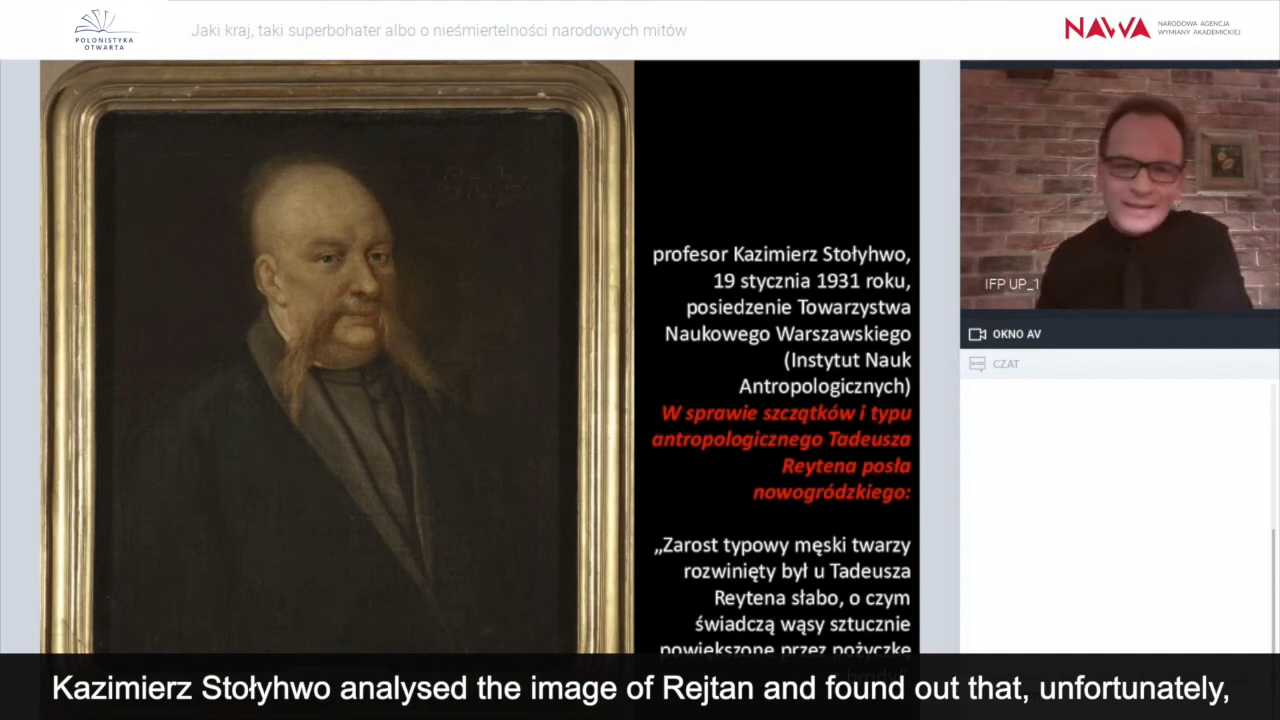 POLONISTYKA
OTWARTA
Jaki kraj, taki superbohater albo o nieśmiertelności narodowych mitów
NAWA
NARODOWA AGENCJA
WYMIANY AKADEMICKIEJ
profesor Kazimierz Stołyhwo,
19 stycznia 1931 roku,
posiedzenie Towarzystwa
Naukowego Warszawskiego
(Instytut Nauk
Antropologicznych)
W sprawie szczątków i typu
antropologicznego Tadeusza
Reytena posła
nowogródzkiego:
„Zarost typowy męski twarzy
rozwinięty był u Tadeusza
Reytena słabo, o czym
świadczą wąsy sztucznie
powiększone przez pożyczkę
IFP UP_1
OKNO AV
CZAT
Kazimierz Stołyhwo analysed the image of Rejtan and found out that, unfortunately,